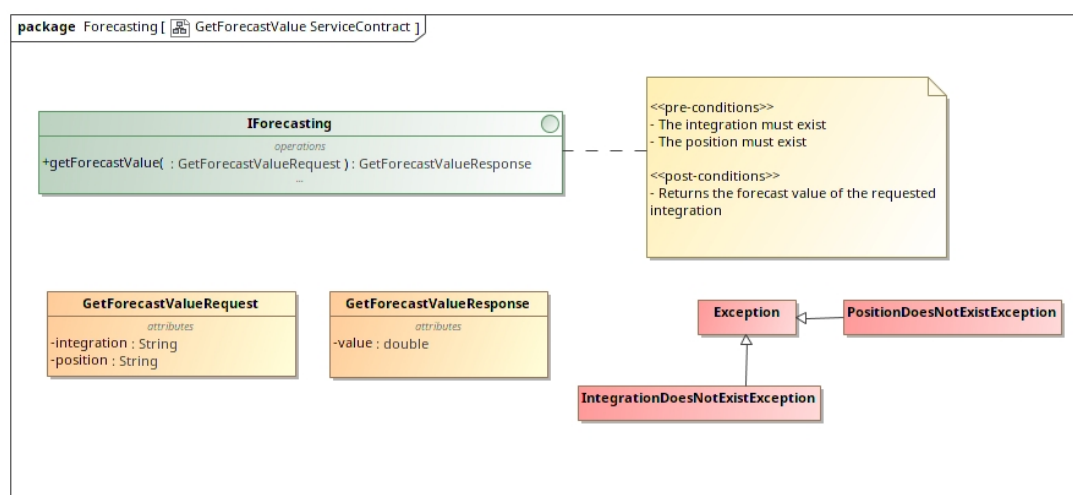 package Forecasting [ GetForecastValue ServiceContract ]
IForecasting
operations
+getForecastValue( : GetForecastValueRequest ) : GetForecastValueResponse
...
<<pre-conditions>>
- The integration must exist
- The position must exist
<<post-conditions>>
- Returns the forecast value of the requested
integration
GetForecastValueRequest
attributes
-integration : String
-position : String
GetForecastValueResponse
attributes
-value : double
Exception
PositionDoesNotExistException
IntegrationDoesNotExistException